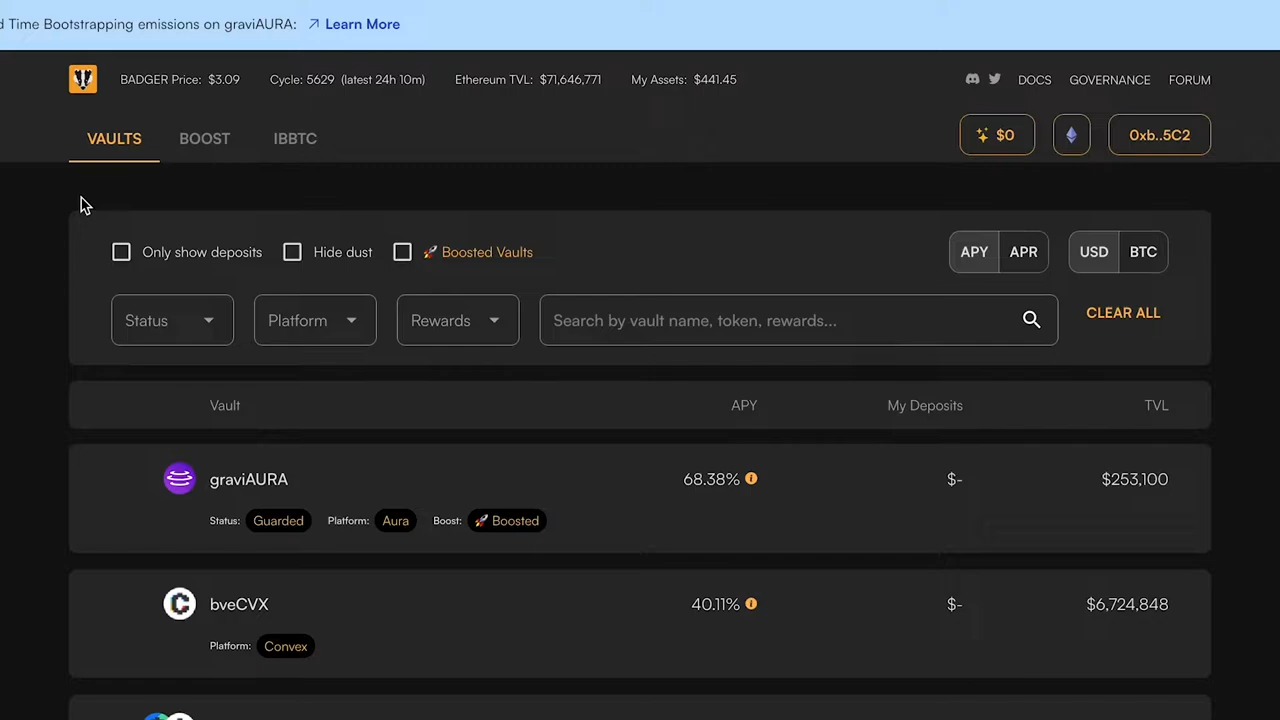 d Time Bootstrapping emissions on graviAURA: Learn More
BADGER Price: $3.09 Cycle: 5629 (latest 24h 10m) Ethereum TVL: $71,646,771 My Assets: $441.45 DOCS GOVERNANCE FORUM
VAULTS BOOST IBBTC $0 0xb..5C2
Only show deposits Hide dust 🚀 Boosted Vaults APY APR USD BTC
Status Platform Rewards Search by vault name, token, rewards... CLEAR ALL
Vault APY My Deposits TVL
graviAURA 68.38% $- $253,100
Status: Guarded Platform: Aura Boost: 🚀 Boosted
bveCVX 40.11% $- $6,724,848
Platform: Convex